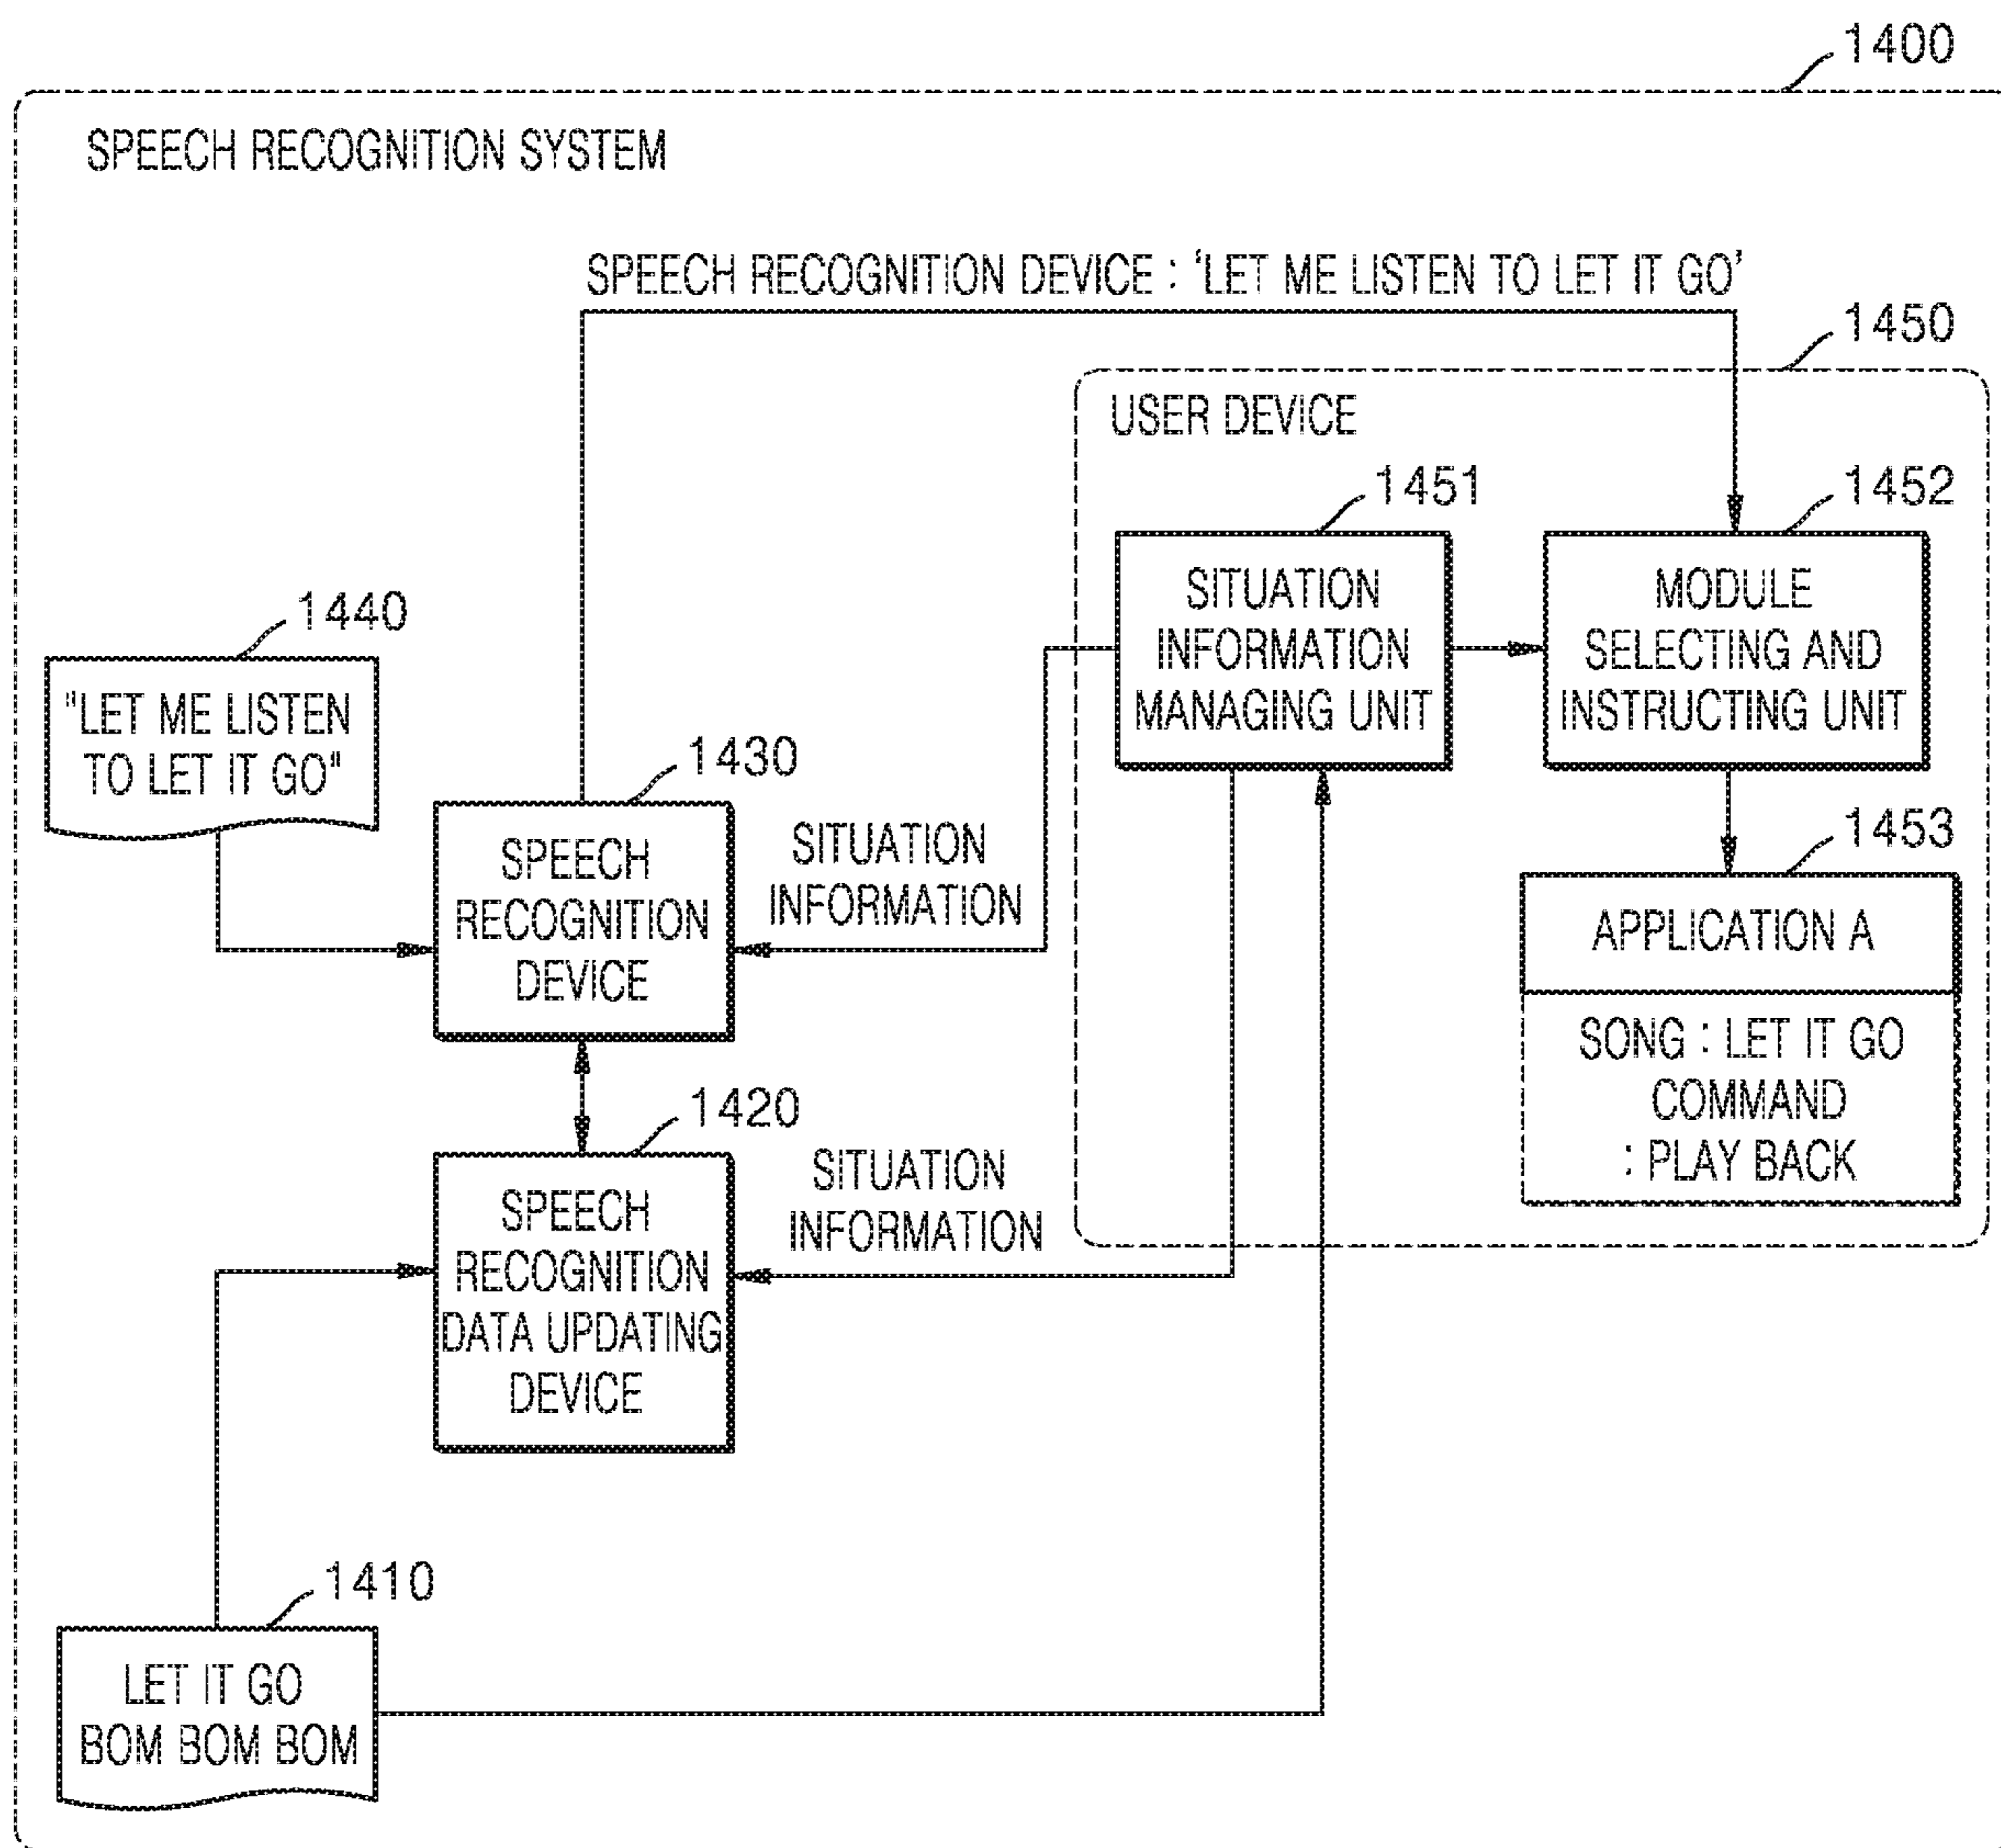 1400
SPEECH RECOGNITION SYSTEM
SPEECH RECOGNITION DEVICE : 'LET ME LISTEN TO LET IT GO'
1450
USER DEVICE
1451
1452
SITUATION
INFORMATION
MANAGING UNIT
MODULE
SELECTING AND
INSTRUCTING UNIT
1440
"LET ME LISTEN
TO LET IT GO"
1430
SPEECH
RECOGNITION
DEVICE
SITUATION
INFORMATION
1453
APPLICATION A
SONG : LET IT GO
COMMAND
: PLAY BACK
1420
SPEECH
RECOGNITION
DATA UPDATING
DEVICE
SITUATION
INFORMATION
1410
LET IT GO
BOM BOM BOM